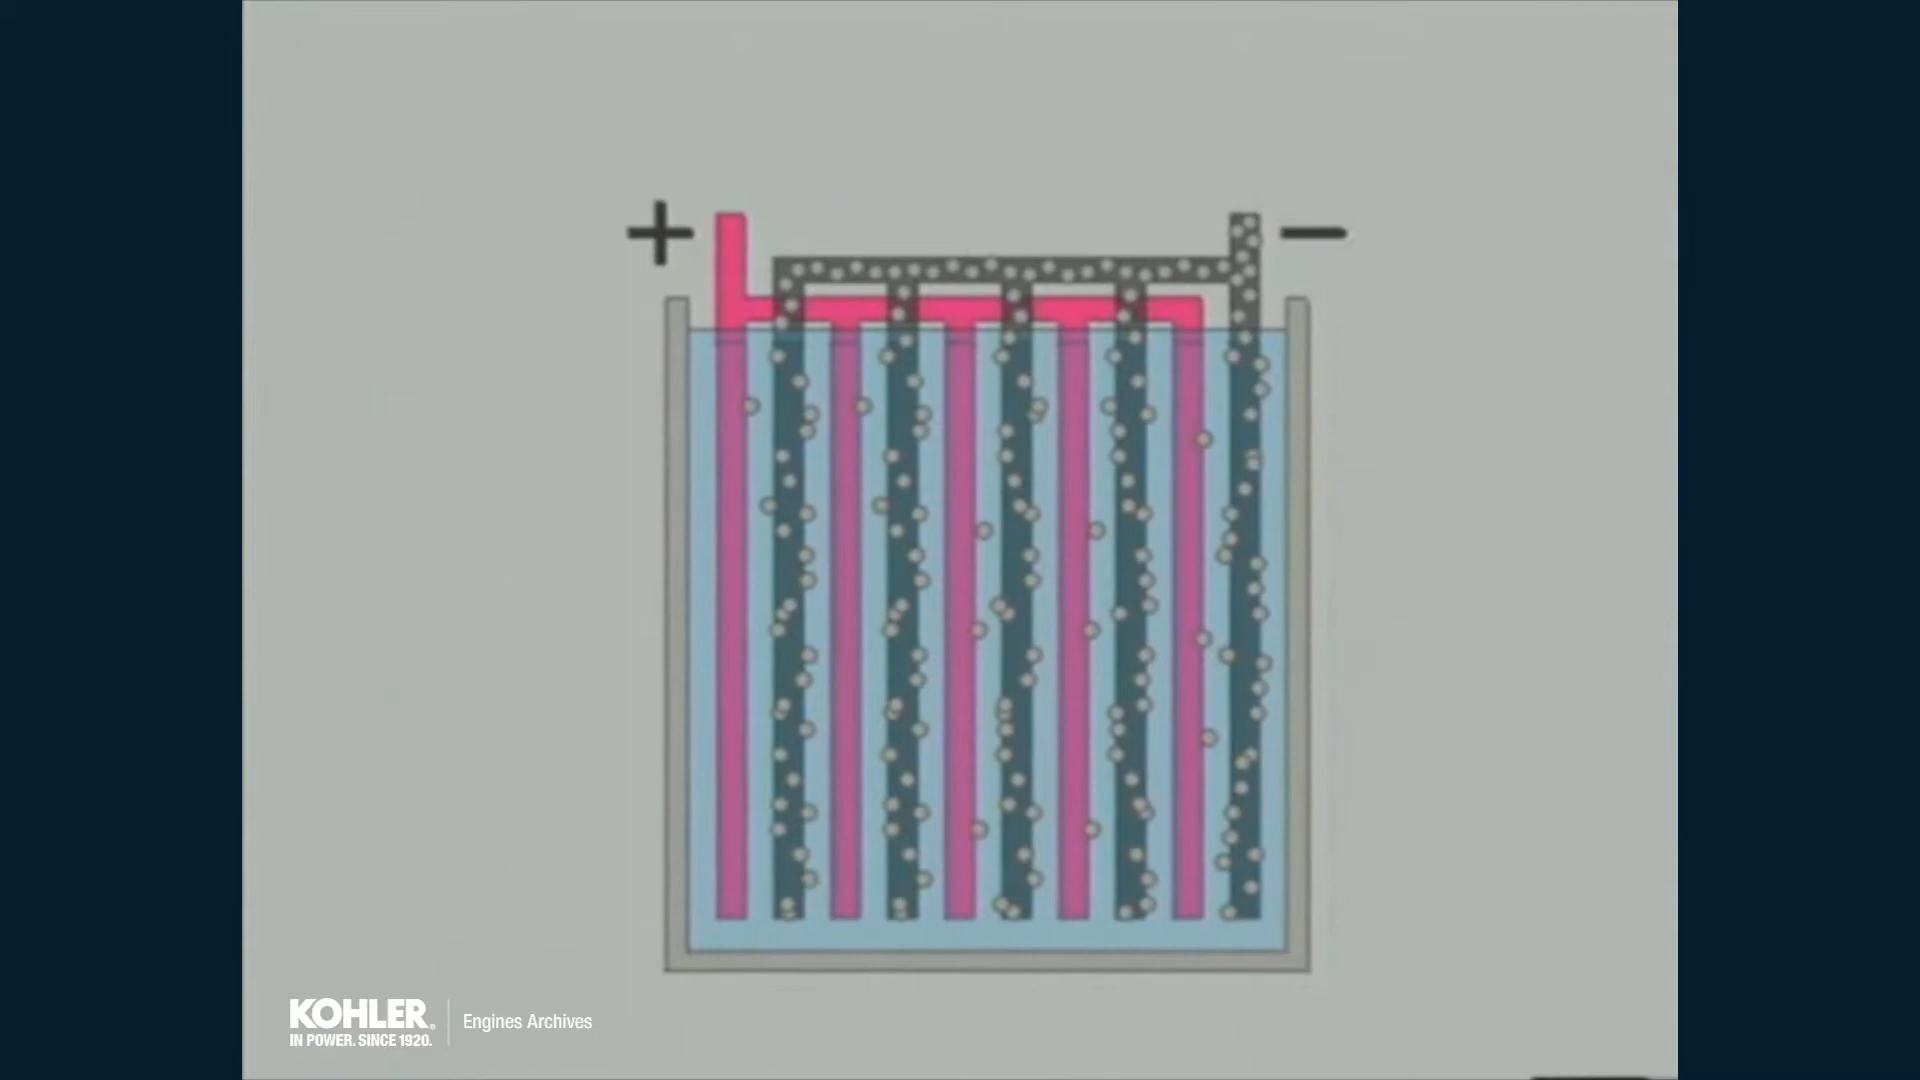 + −
KOHLER®
IN POWER. SINCE 1920.
Engines Archives